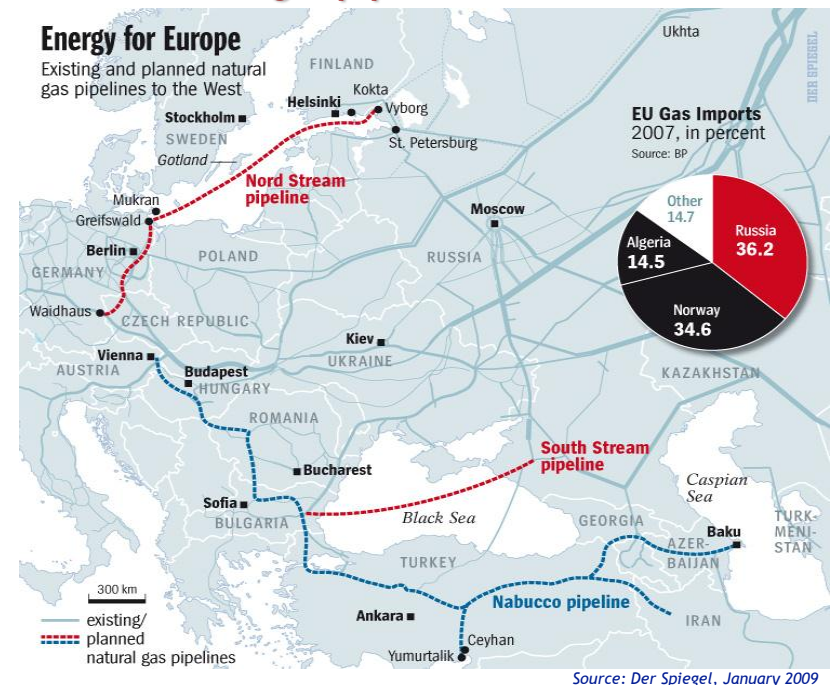 Energy for Europe
Existing and planned natural
gas pipelines to the West
Ukhta
DER SPIEGEL
FINLAND
Kokta
Helsinki
Vyborg
Stockholm
St. Petersburg
SWEDEN
Gotland
EU Gas Imports
2007, in percent
Source: BP
Nord Stream
pipeline
Mukran
Greifswald
Moscow
Other
14.7
Russia
36.2
Algeria
14.5
Norway
34.6
Berlin
POLAND
RUSSIA
GERMANY
Waidhaus
CZECH REPUBLIC
Kiev
Vienna
UKRAINE
AUSTRIA
Budapest
HUNGARY
KAZAKHSTAN
ROMANIA
South Stream
pipeline
Bucharest
Caspian
Sea
Sofia
BULGARIA
Black Sea
GEORGIA
TURK-
MENI-
STAN
Baku
AZER-
BAIJAN
TURKEY
300 km
Nabucco pipeline
Ankara
IRAN
existing/
planned
natural gas pipelines
Ceyhan
Yumurtalik
Source: Der Spiegel, January 2009